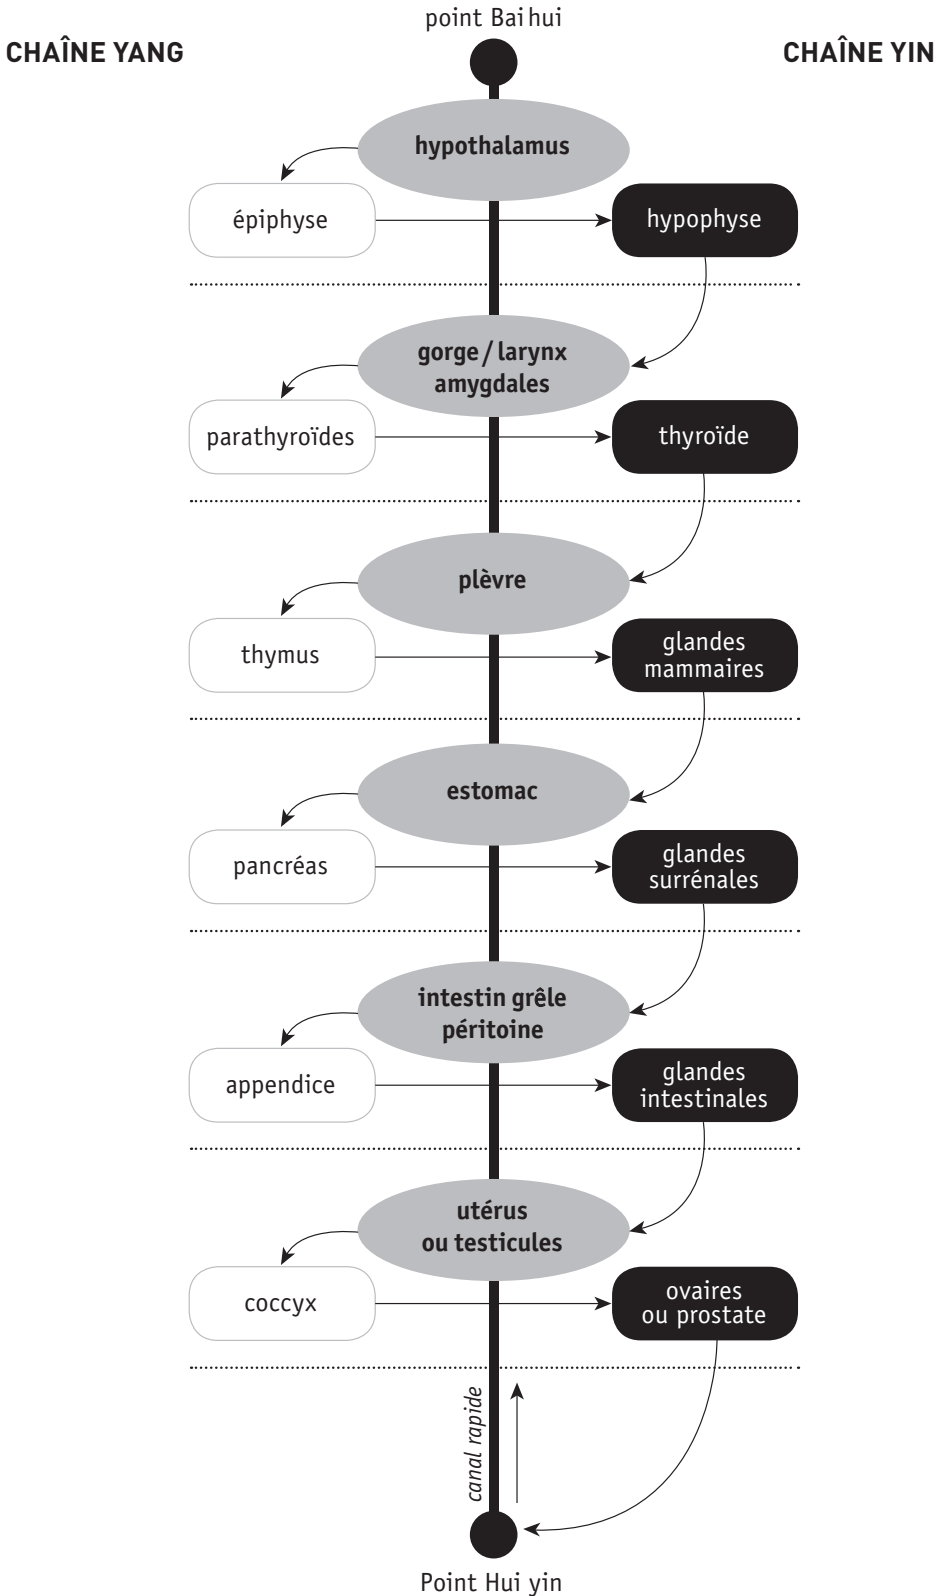 point Bai hui
CHAÎNE YANG
CHAÎNE YIN
hypothalamus
épiphyse
hypophyse
gorge / larynx
amygdales
parathyroïdes
thyroïde
plèvre
thymus
glandes
mammaires
estomac
pancréas
glandes
surrénales
intestin grêle
péritoine
appendice
glandes
intestinales
utérus
ou testicules
coccyx
ovaires
ou prostate
canal rapide
Point Hui yin